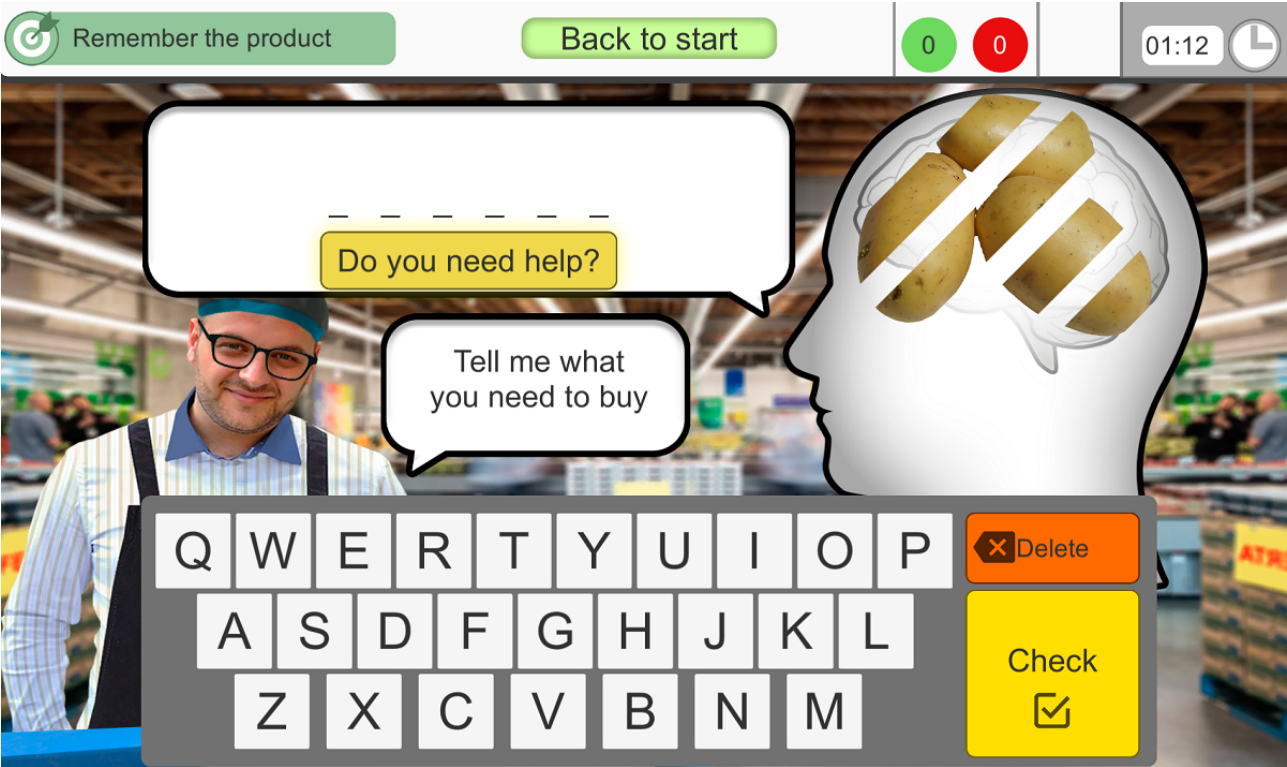 Remember the product
Back to start
0
0
01:12
_ _ _ _ _ _
Do you need help?
Tell me what
you need to buy
Q W E R T Y U I O P
Delete
A S D F G H J K L
Check
Z X C V B N M